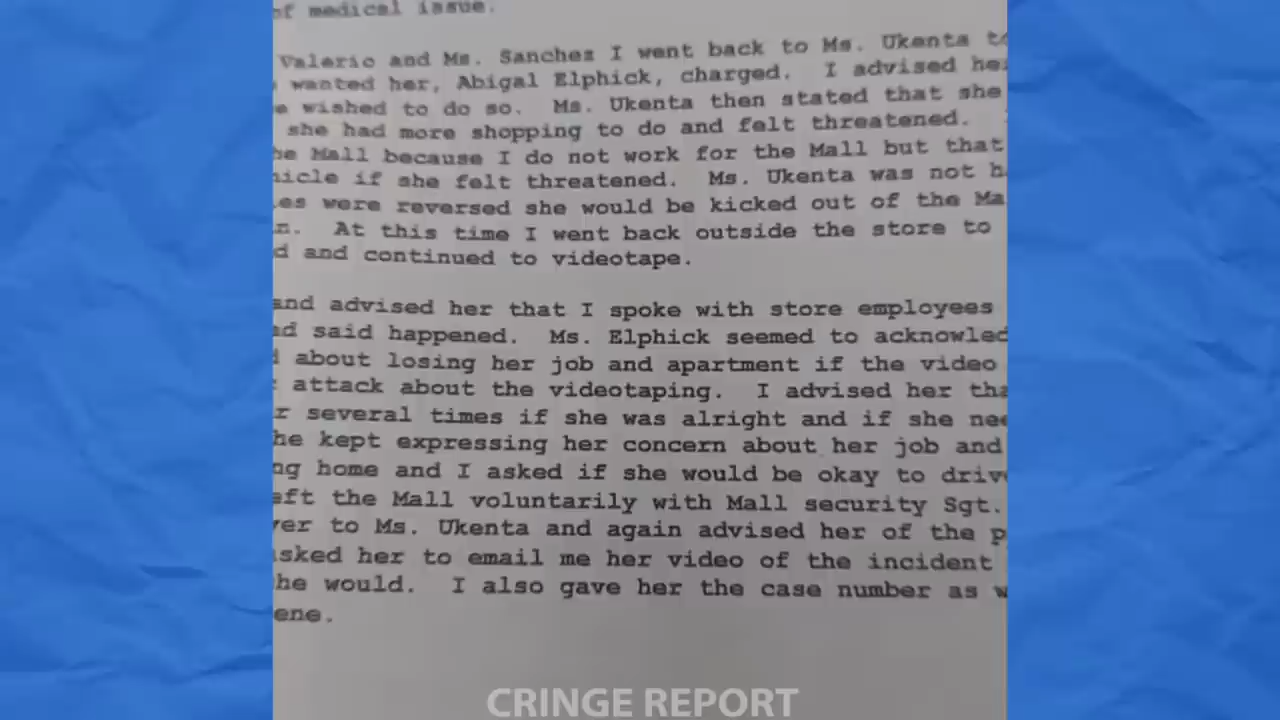 of medical issue.
Valerio and Ms. Sanchez I went back to Ms. Ukenta to
wanted her, Abigal Elphick, charged. I advised her
e wished to do so. Ms. Ukenta then stated that she
she had more shopping to do and felt threatened.
he Mall because I do not work for the Mall but that
hicle if she felt threatened. Ms. Ukenta was not h
es were reversed she would be kicked out of the Ma
n. At this time I went back outside the store to
d and continued to videotape.
and advised her that I spoke with store employees
nd said happened. Ms. Elphick seemed to acknowled
d about losing her job and apartment if the video
attack about the videotaping. I advised her tha
r several times if she was alright and if she nee
he kept expressing her concern about her job and
ng home and I asked if she would be okay to driv
eft the Mall voluntarily with Mall security Sgt.
ver to Ms. Ukenta and again advised her of the p
asked her to email me her video of the incident
he would. I also gave her the case number as w
ene.
CRINGE REPORT